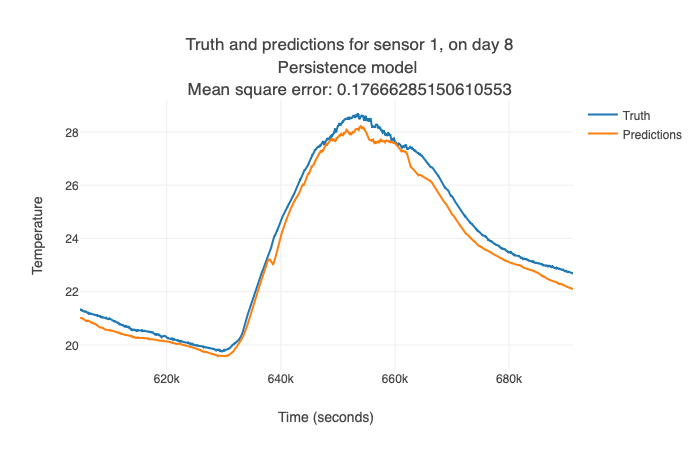 Truth and predictions for sensor 1, on day 8
Persistence model
Mean square error: 0.17666285150610553
Truth
Predictions
28
26
24
22
20
Temperature
620k
640k
660k
680k
Time (seconds)